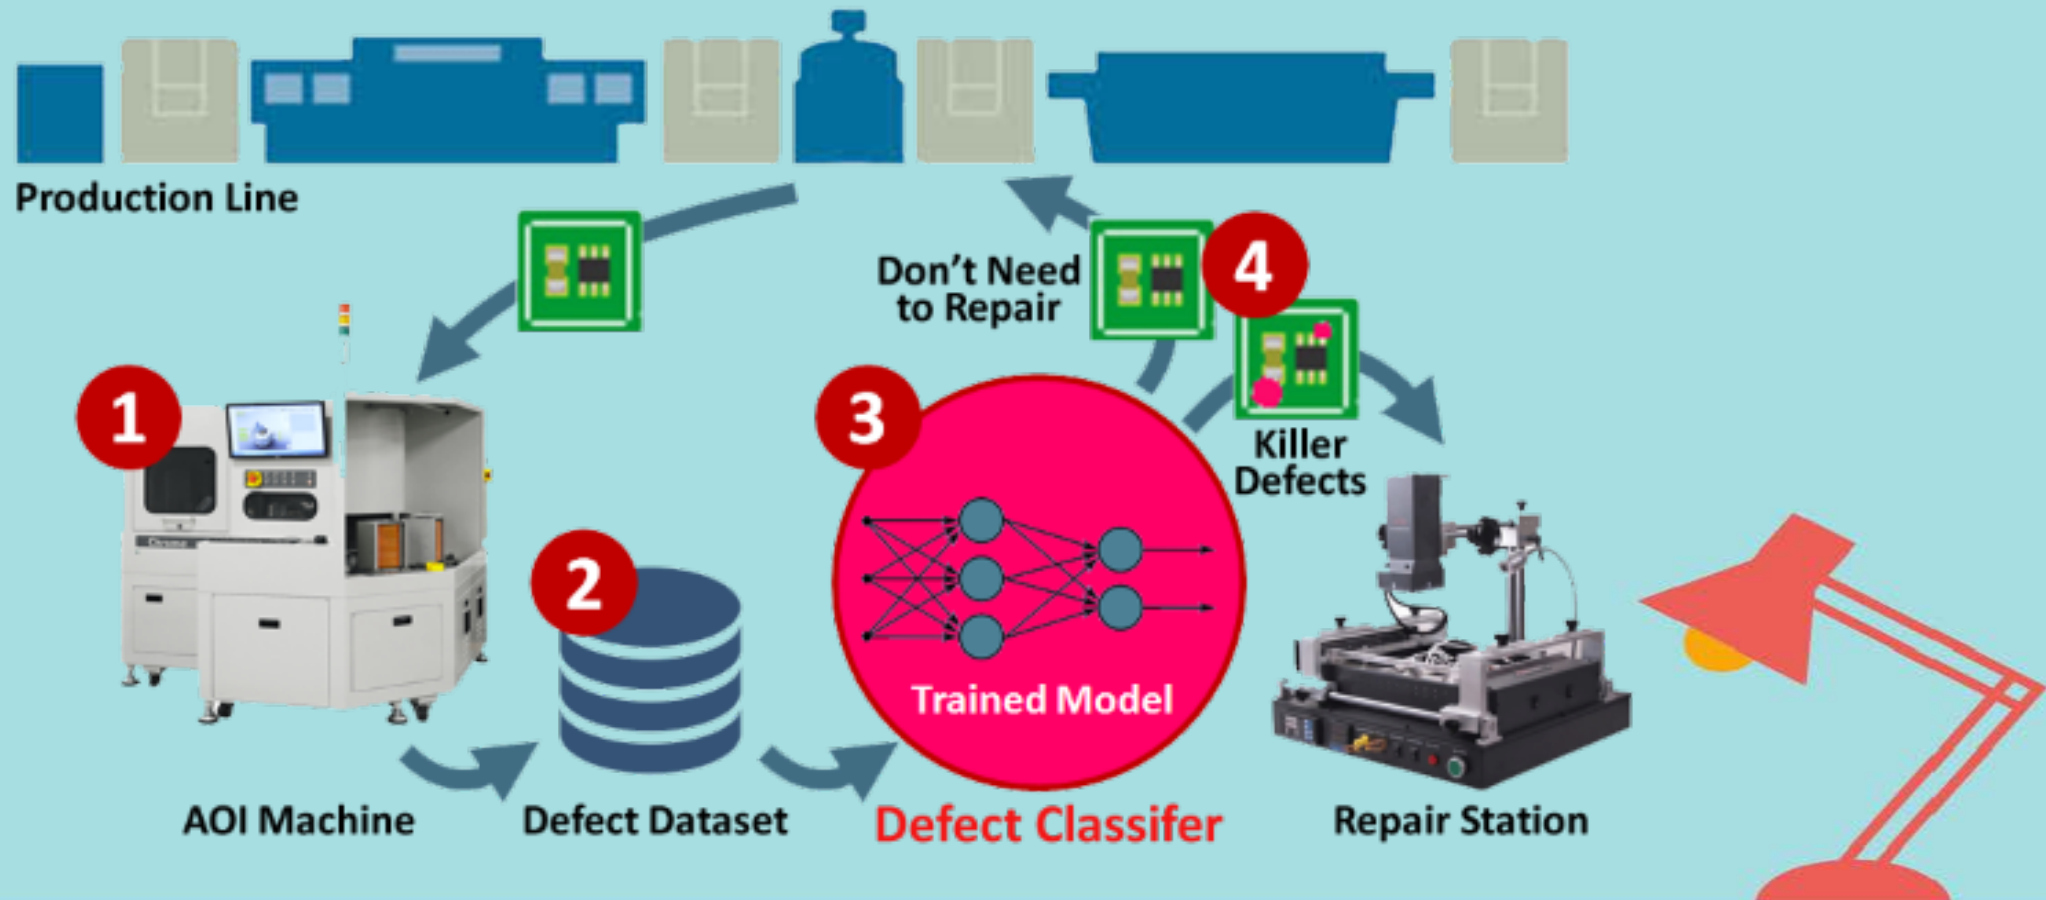 Production Line
Don't Need
to Repair
4
Killer
Defects
1
3
2
Trained Model
AOI Machine
Defect Dataset
Defect Classifer
Repair Station